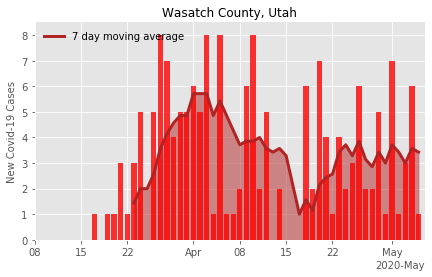 Wasatch County, Utah
7 day moving average
New Covid-19 Cases
8
7
6
5
4
3
2
1
0
08 15 22 Apr 08 15 22 May
2020-May